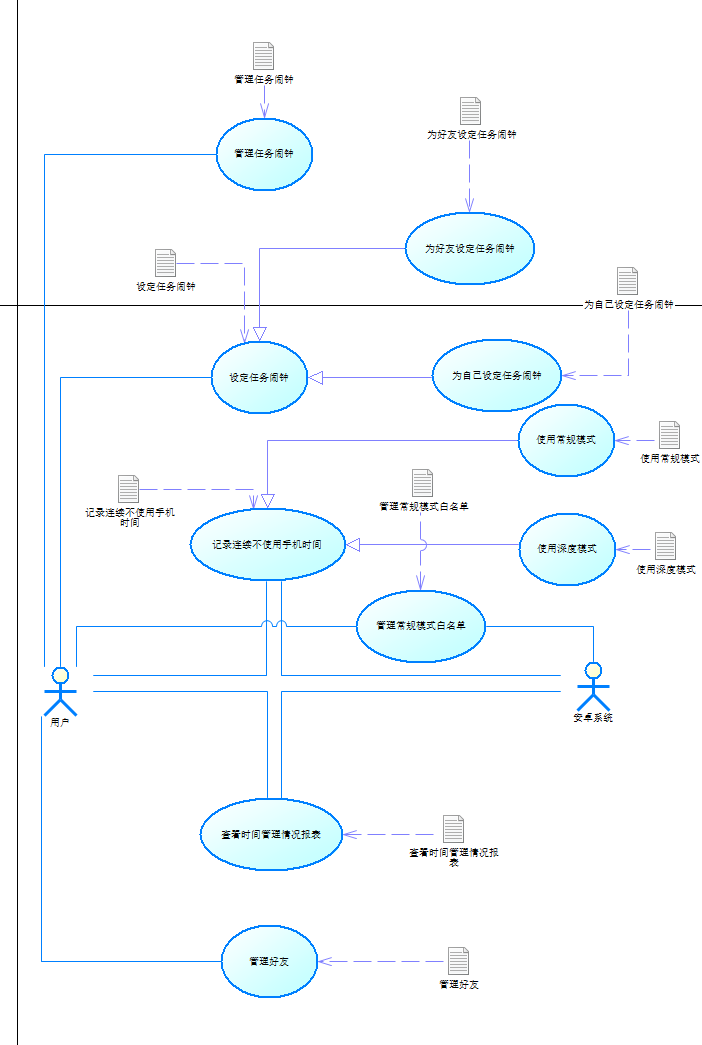 管理任务闹钟
为好友设定任务闹钟
管理任务闹钟
为好友设定任务闹钟
设定任务闹钟
为自己设定任务闹钟
设定任务闹钟
为自己设定任务闹钟
使用常规模式
使用常规模式
记录连续不使用手机
时间
管理常规模式白名单
记录连续不使用手机时间
使用深度模式
使用深度模式
管理常规模式白名单
用户
安卓系统
查看时间管理情况报表
查看时间管理情况报
表
管理好友
管理好友